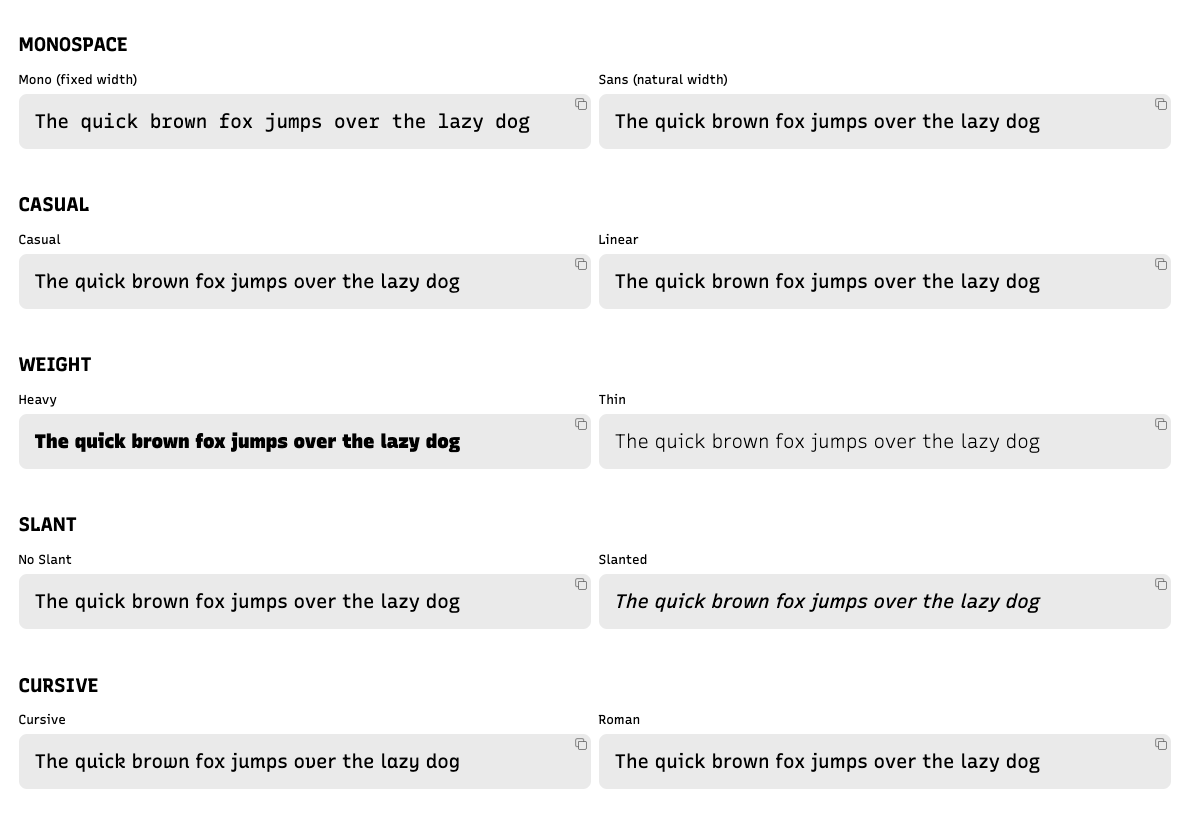 MONOSPACE
Mono (fixed width)
The quick brown fox jumps over the lazy dog
Sans (natural width)
The quick brown fox jumps over the lazy dog
CASUAL
Casual
The quick brown fox jumps over the lazy dog
Linear
The quick brown fox jumps over the lazy dog
WEIGHT
Heavy
The quick brown fox jumps over the lazy dog
Thin
The quick brown fox jumps over the lazy dog
SLANT
No Slant
The quick brown fox jumps over the lazy dog
Slanted
The quick brown fox jumps over the lazy dog
CURSIVE
Cursive
The quick brown fox jumps over the lazy dog
Roman
The quick brown fox jumps over the lazy dog